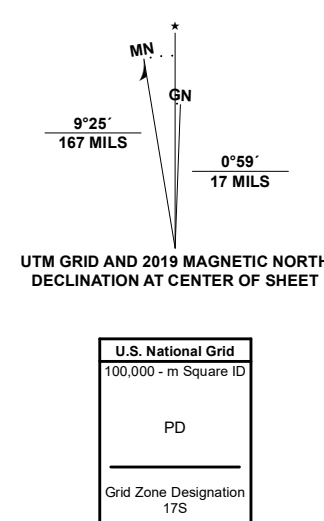 ★
MN
GN
9°25´
167 MILS
0°59´
17 MILS
UTM GRID AND 2019 MAGNETIC NORTH
DECLINATION AT CENTER OF SHEET
U.S. National Grid
100,000 - m Square ID
PD
Grid Zone Designation
17S